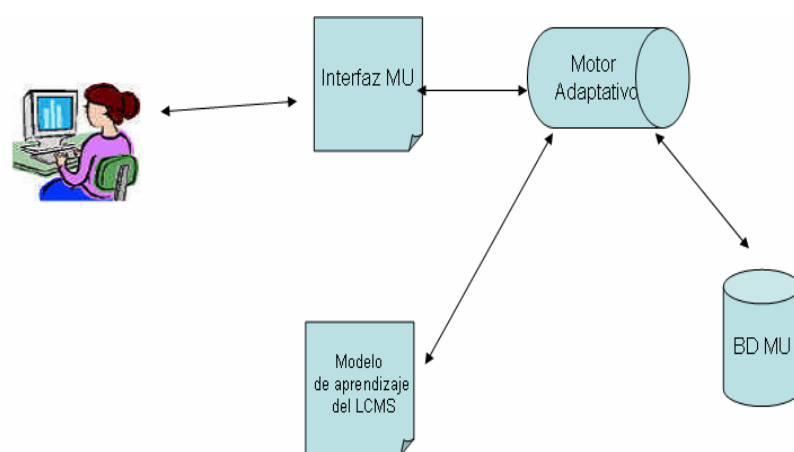 Interfaz MU
Motor
Adaptativo
Modelo
de aprendizaje
del LCMS
BD MU